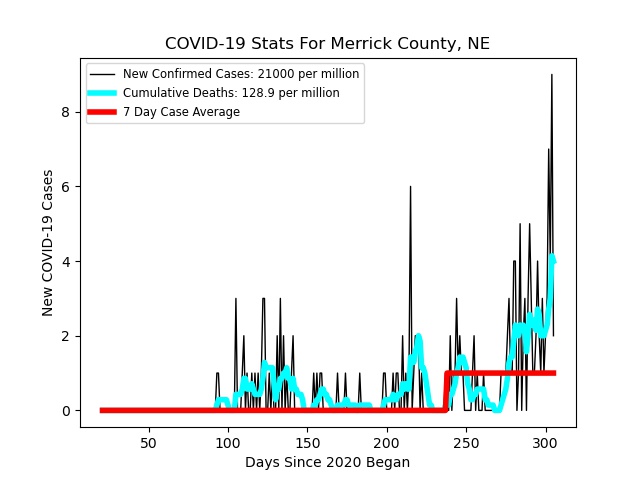 COVID-19 Stats For Merrick County, NE
New Confirmed Cases: 21000 per million
Cumulative Deaths: 128.9 per million
7 Day Case Average
New COVID-19 Cases
8
6
4
2
0
50 100 150 200 250 300
Days Since 2020 Began